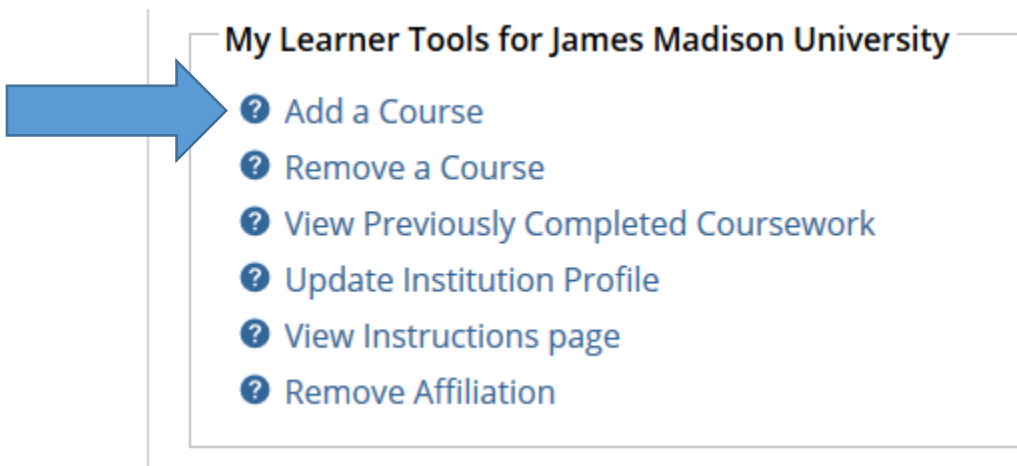 My Learner Tools for James Madison University
Add a Course
Remove a Course
View Previously Completed Coursework
Update Institution Profile
View Instructions page
Remove Affiliation